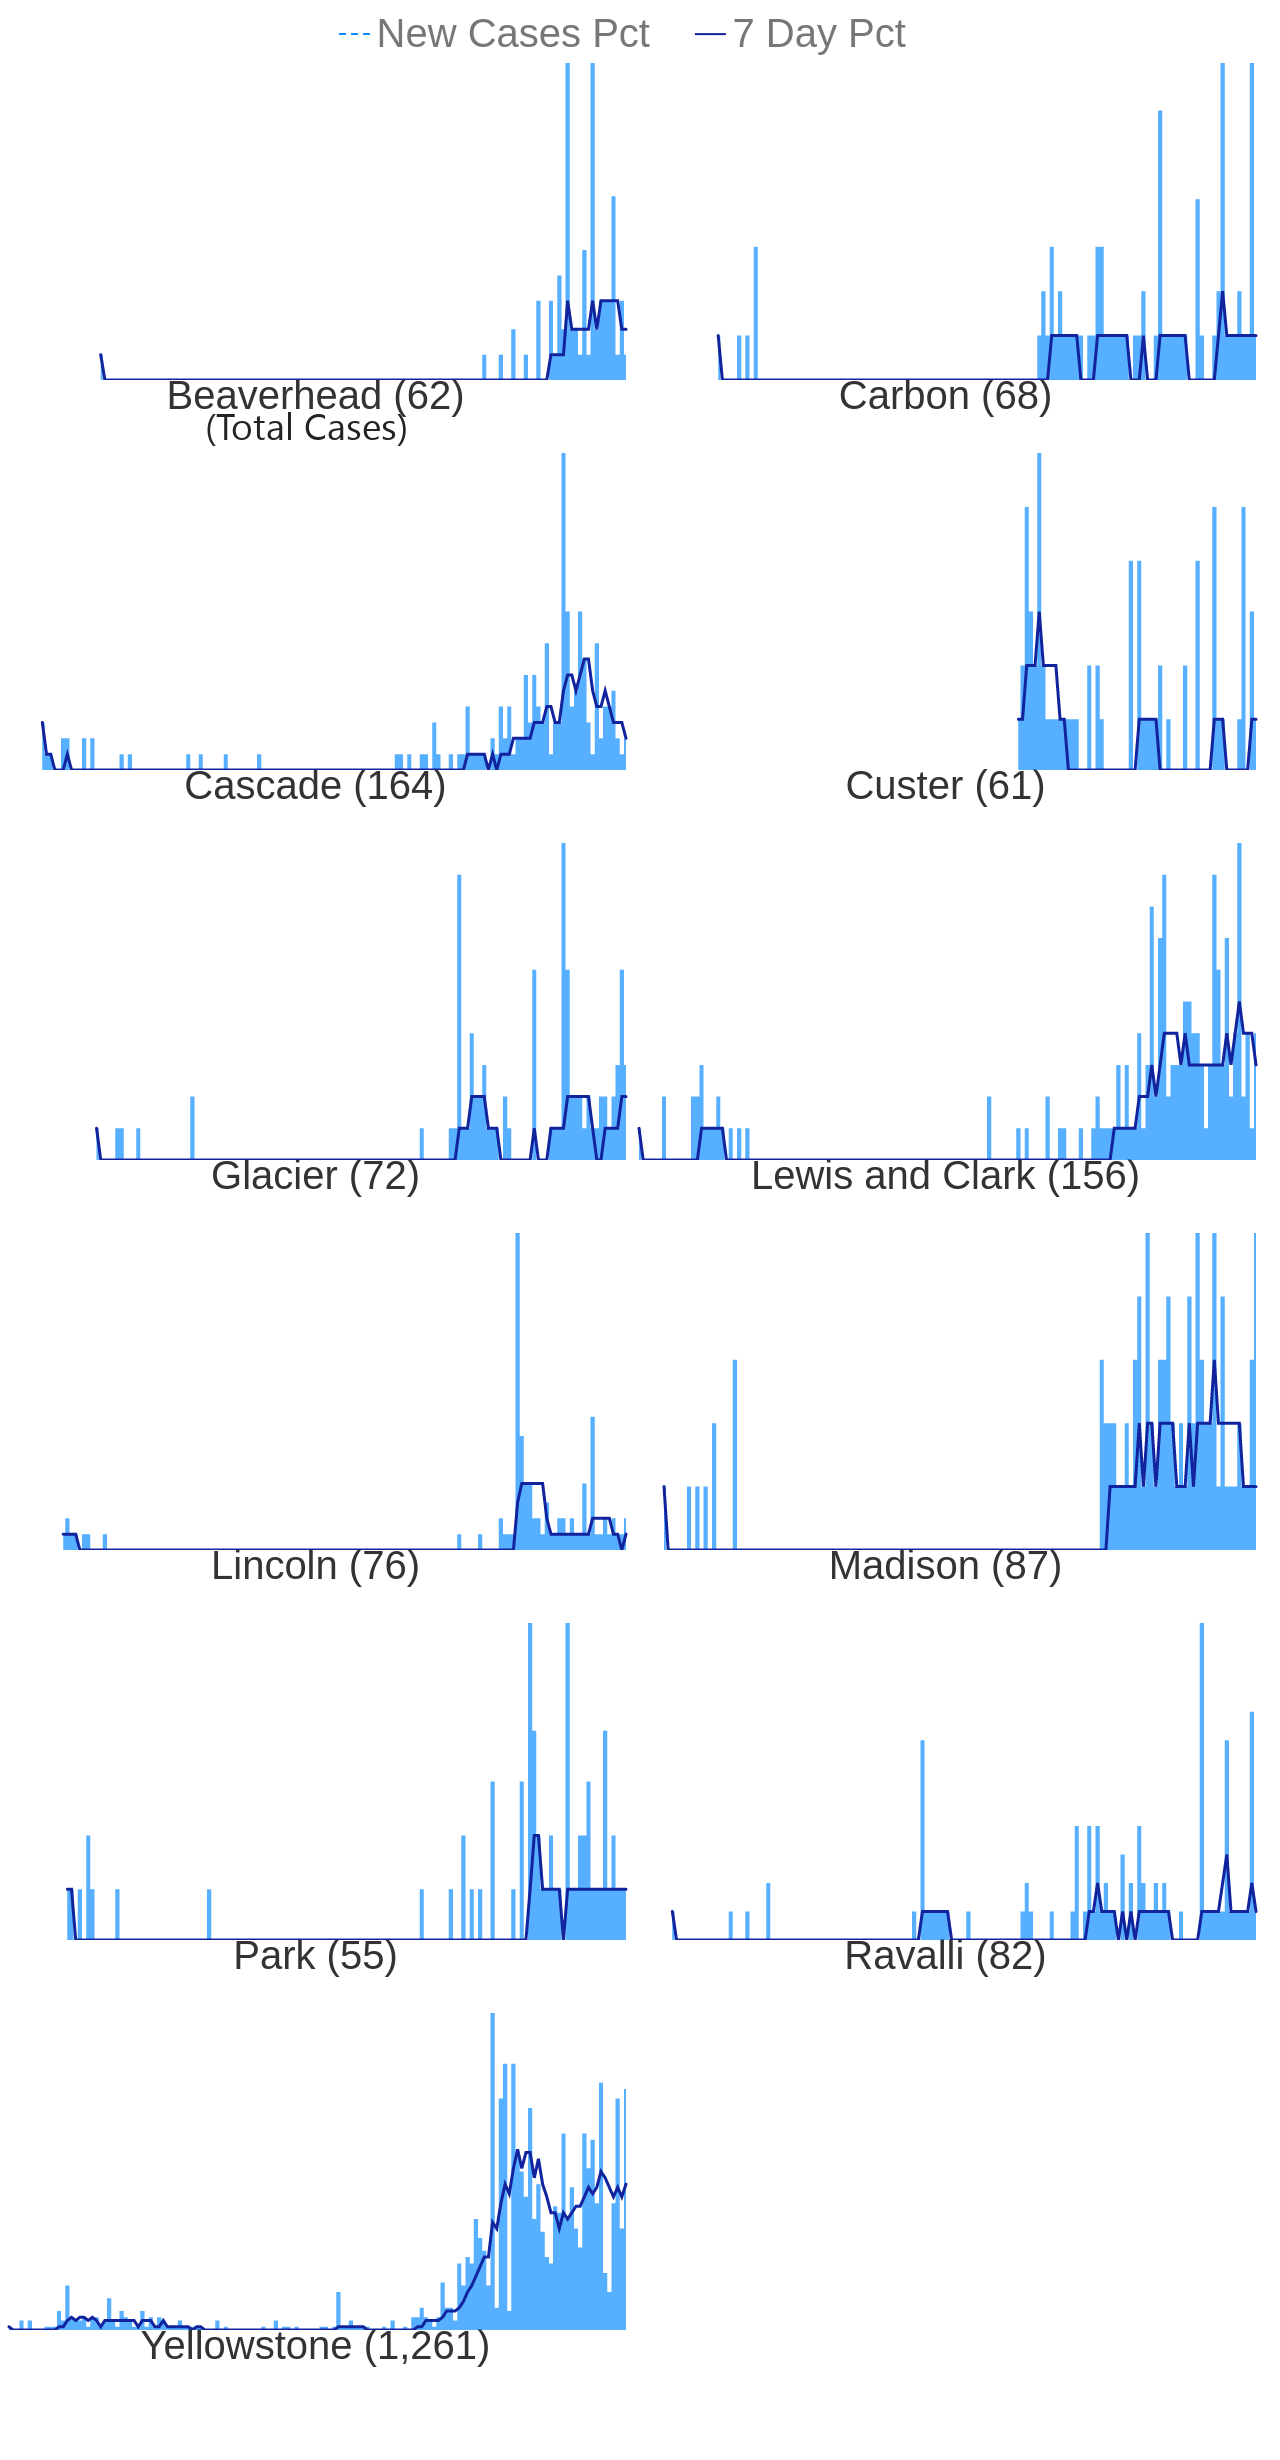 New Cases Pct 7 Day Pct
Beaverhead (62) Carbon (68)
(Total Cases)
Cascade (164) Custer (61)
Glacier (72) Lewis and Clark (156)
Lincoln (76) Madison (87)
Park (55) Ravalli (82)
Yellowstone (1,261)